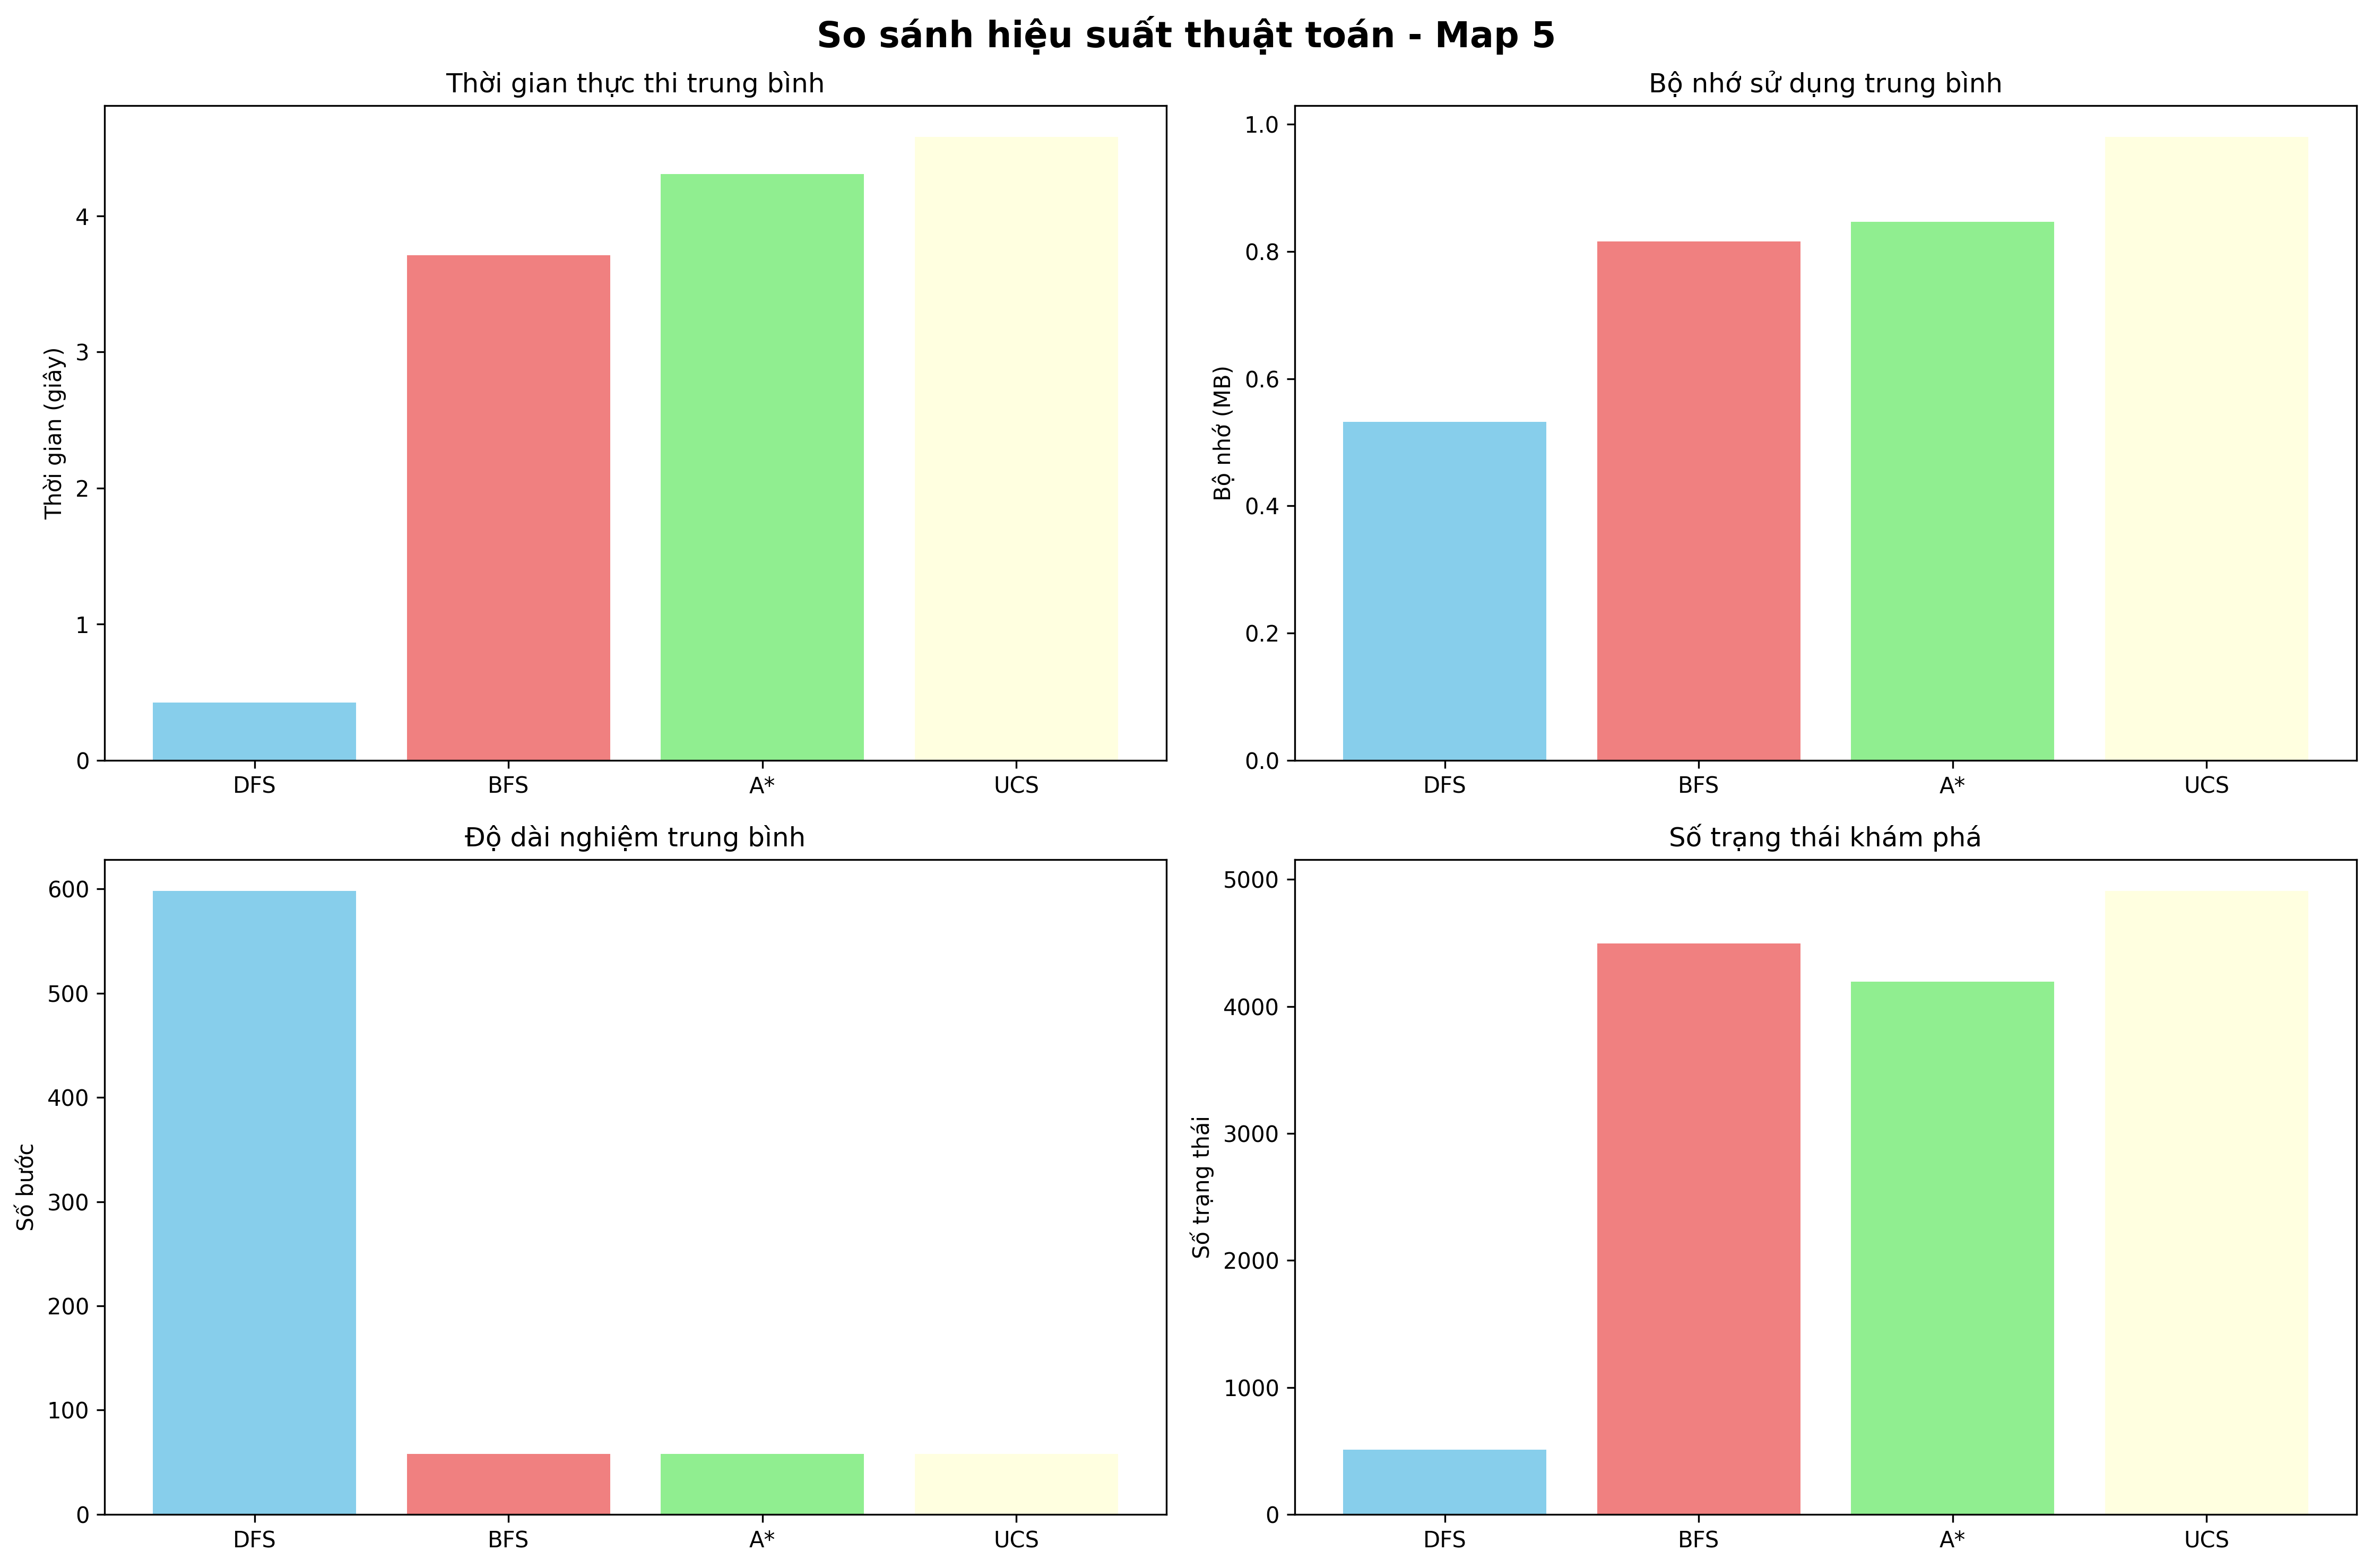 So sánh hiệu suất thuật toán - Map 5
Thời gian thực thi trung bình
Thời gian (giây)
4
3
2
1
0
DFS BFS A* UCS
Bộ nhớ sử dụng trung bình
Bộ nhớ (MB)
1.0
0.8
0.6
0.4
0.2
0.0
DFS BFS A* UCS
Độ dài nghiệm trung bình
Số bước
600
500
400
300
200
100
0
DFS BFS A* UCS
Số trạng thái khám phá
Số trạng thái
5000
4000
3000
2000
1000
0
DFS BFS A* UCS